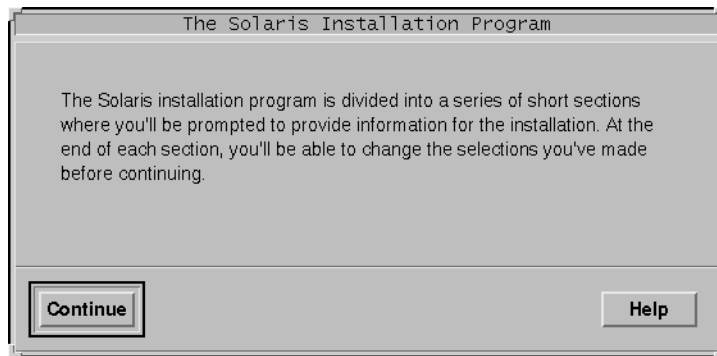 The Solaris Installation Program
The Solaris installation program is divided into a series of short sections
where you'll be prompted to provide information for the installation. At the
end of each section, you'll be able to change the selections you've made
before continuing.
Continue
Help